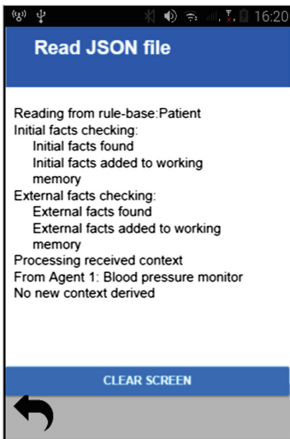 16:20
Read JSON file
Reading from rule-base:Patient
Initial facts checking:
Initial facts found
Initial facts added to working
memory
External facts checking:
External facts found
External facts added to working
memory
Processing received context
From Agent 1: Blood pressure monitor
No new context derived
CLEAR SCREEN